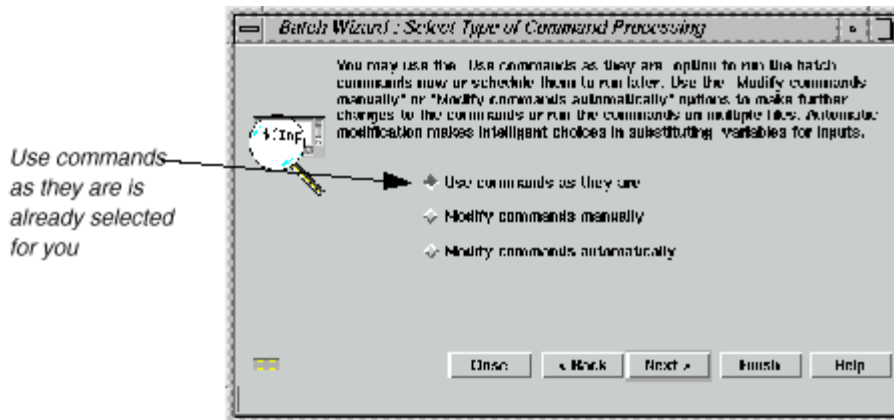 Batch Wizard : Select Type of Command Processing
You may use the Use commands as they are option to run the batch
commands now or schedule them to run later. Use the Modify commands
manually" or "Modify commands automatically" options to make further
changes to the commands or run the commands on multiple files. Automatic
modification makes intelligent choices in substituting variables for inputs.
$(Inp
Use commands
as they are is
already selected
for you
Use commands as they are
Modify commands manually
Modify commands automatically
Close
< Back
Next >
Finish
Help